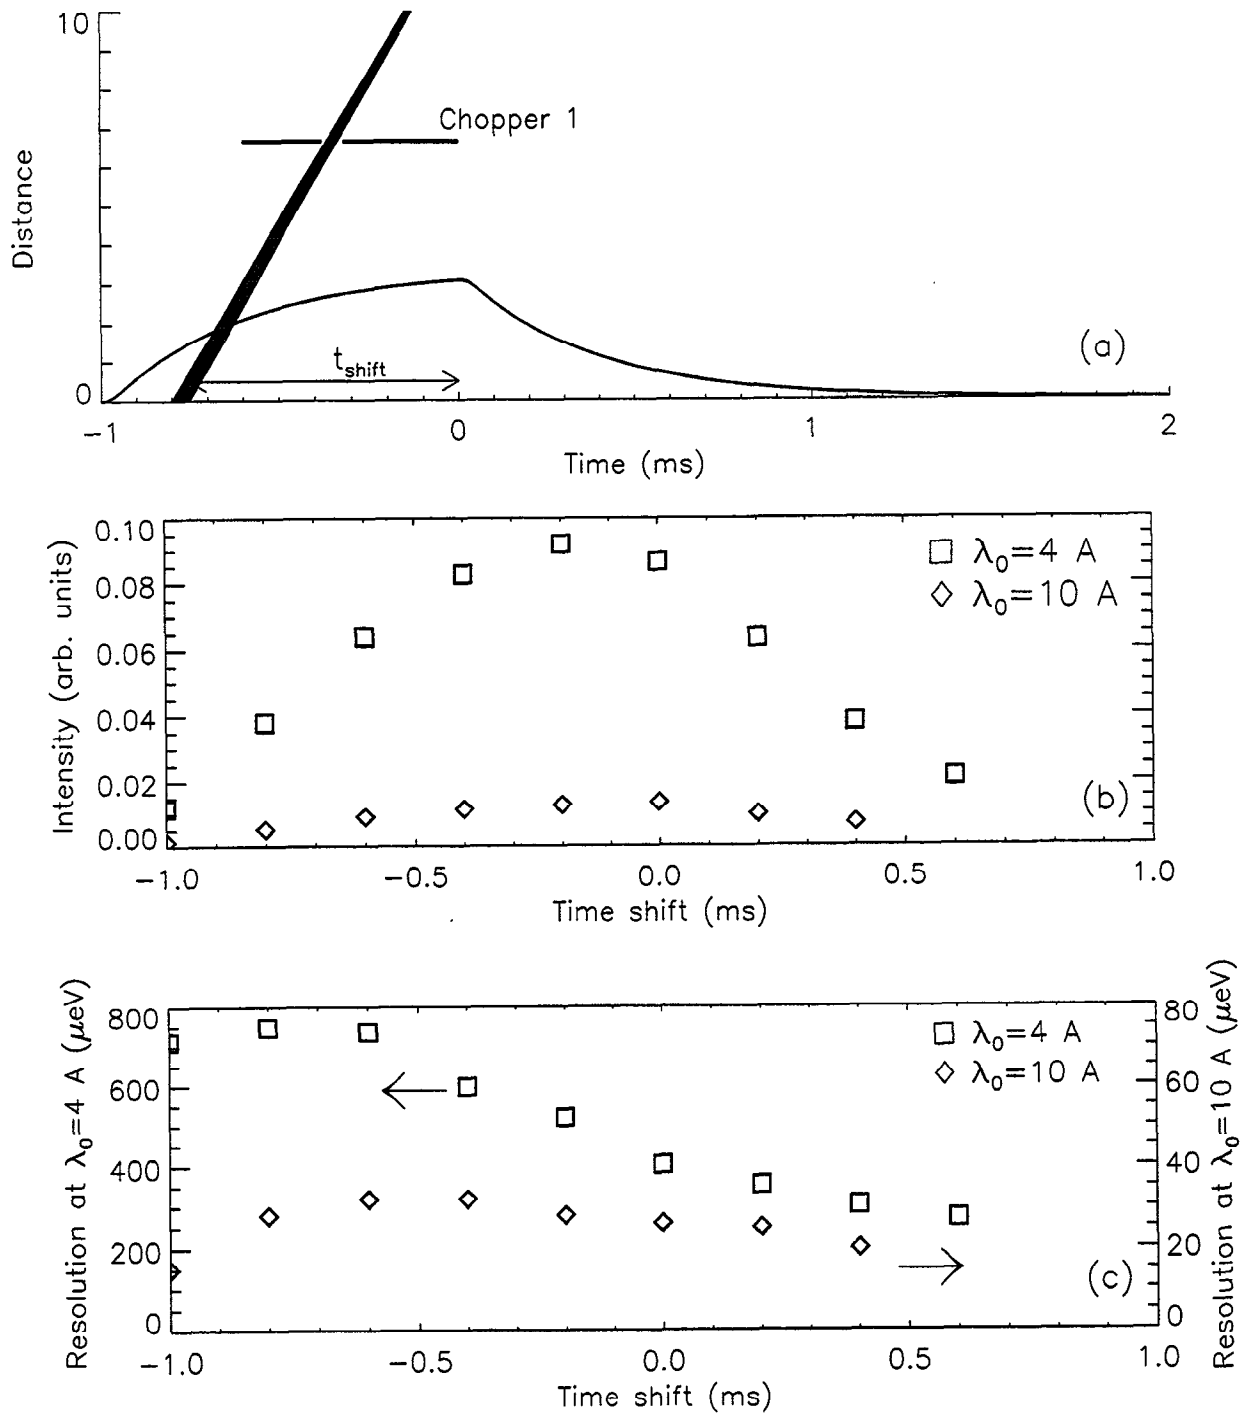 10
Chopper 1
Distance
t_shift
(a)
0
−1
0
1
2
Time (ms)
0.10
0.08
0.06
0.04
0.02
0.00
Intensity (arb. units)
λ₀=4 A
λ₀=10 A
(b)
−1.0
−0.5
0.0
0.5
1.0
Time shift (ms)
800
600
400
200
0
Resolution at λ₀=4 A (μeV)
λ₀=4 A
λ₀=10 A
80
60
40
20
0
Resolution at λ₀=10 A (μeV)
(c)
−1.0
−0.5
0.0
0.5
1.0
Time shift (ms)